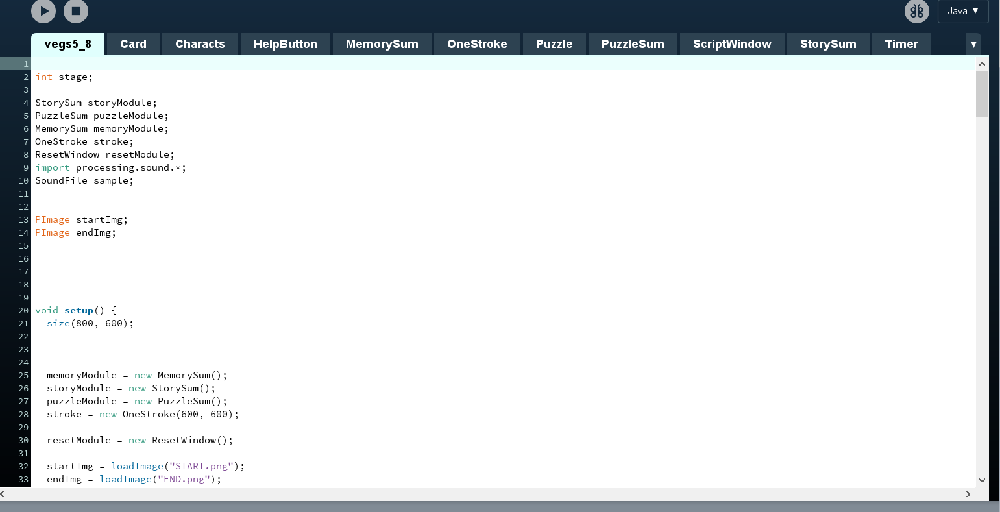 Java ▼
vegs5_8 Card Characts HelpButton MemorySum OneStroke Puzzle PuzzleSum ScriptWindow StorySum Timer ▼
1
2 int stage;
3
4 StorySum storyModule;
5 PuzzleSum puzzleModule;
6 MemorySum memoryModule;
7 OneStroke stroke;
8 ResetWindow resetModule;
9 import processing.sound.*;
10 SoundFile sample;
11
12
13 PImage startImg;
14 PImage endImg;
15
16
17
18
19
20 void setup() {
21   size(800, 600);
22
23
24
25   memoryModule = new MemorySum();
26   storyModule = new StorySum();
27   puzzleModule = new PuzzleSum();
28   stroke = new OneStroke(600, 600);
29
30   resetModule = new ResetWindow();
31
32   startImg = loadImage("START.png");
33   endImg = loadImage("END.png");